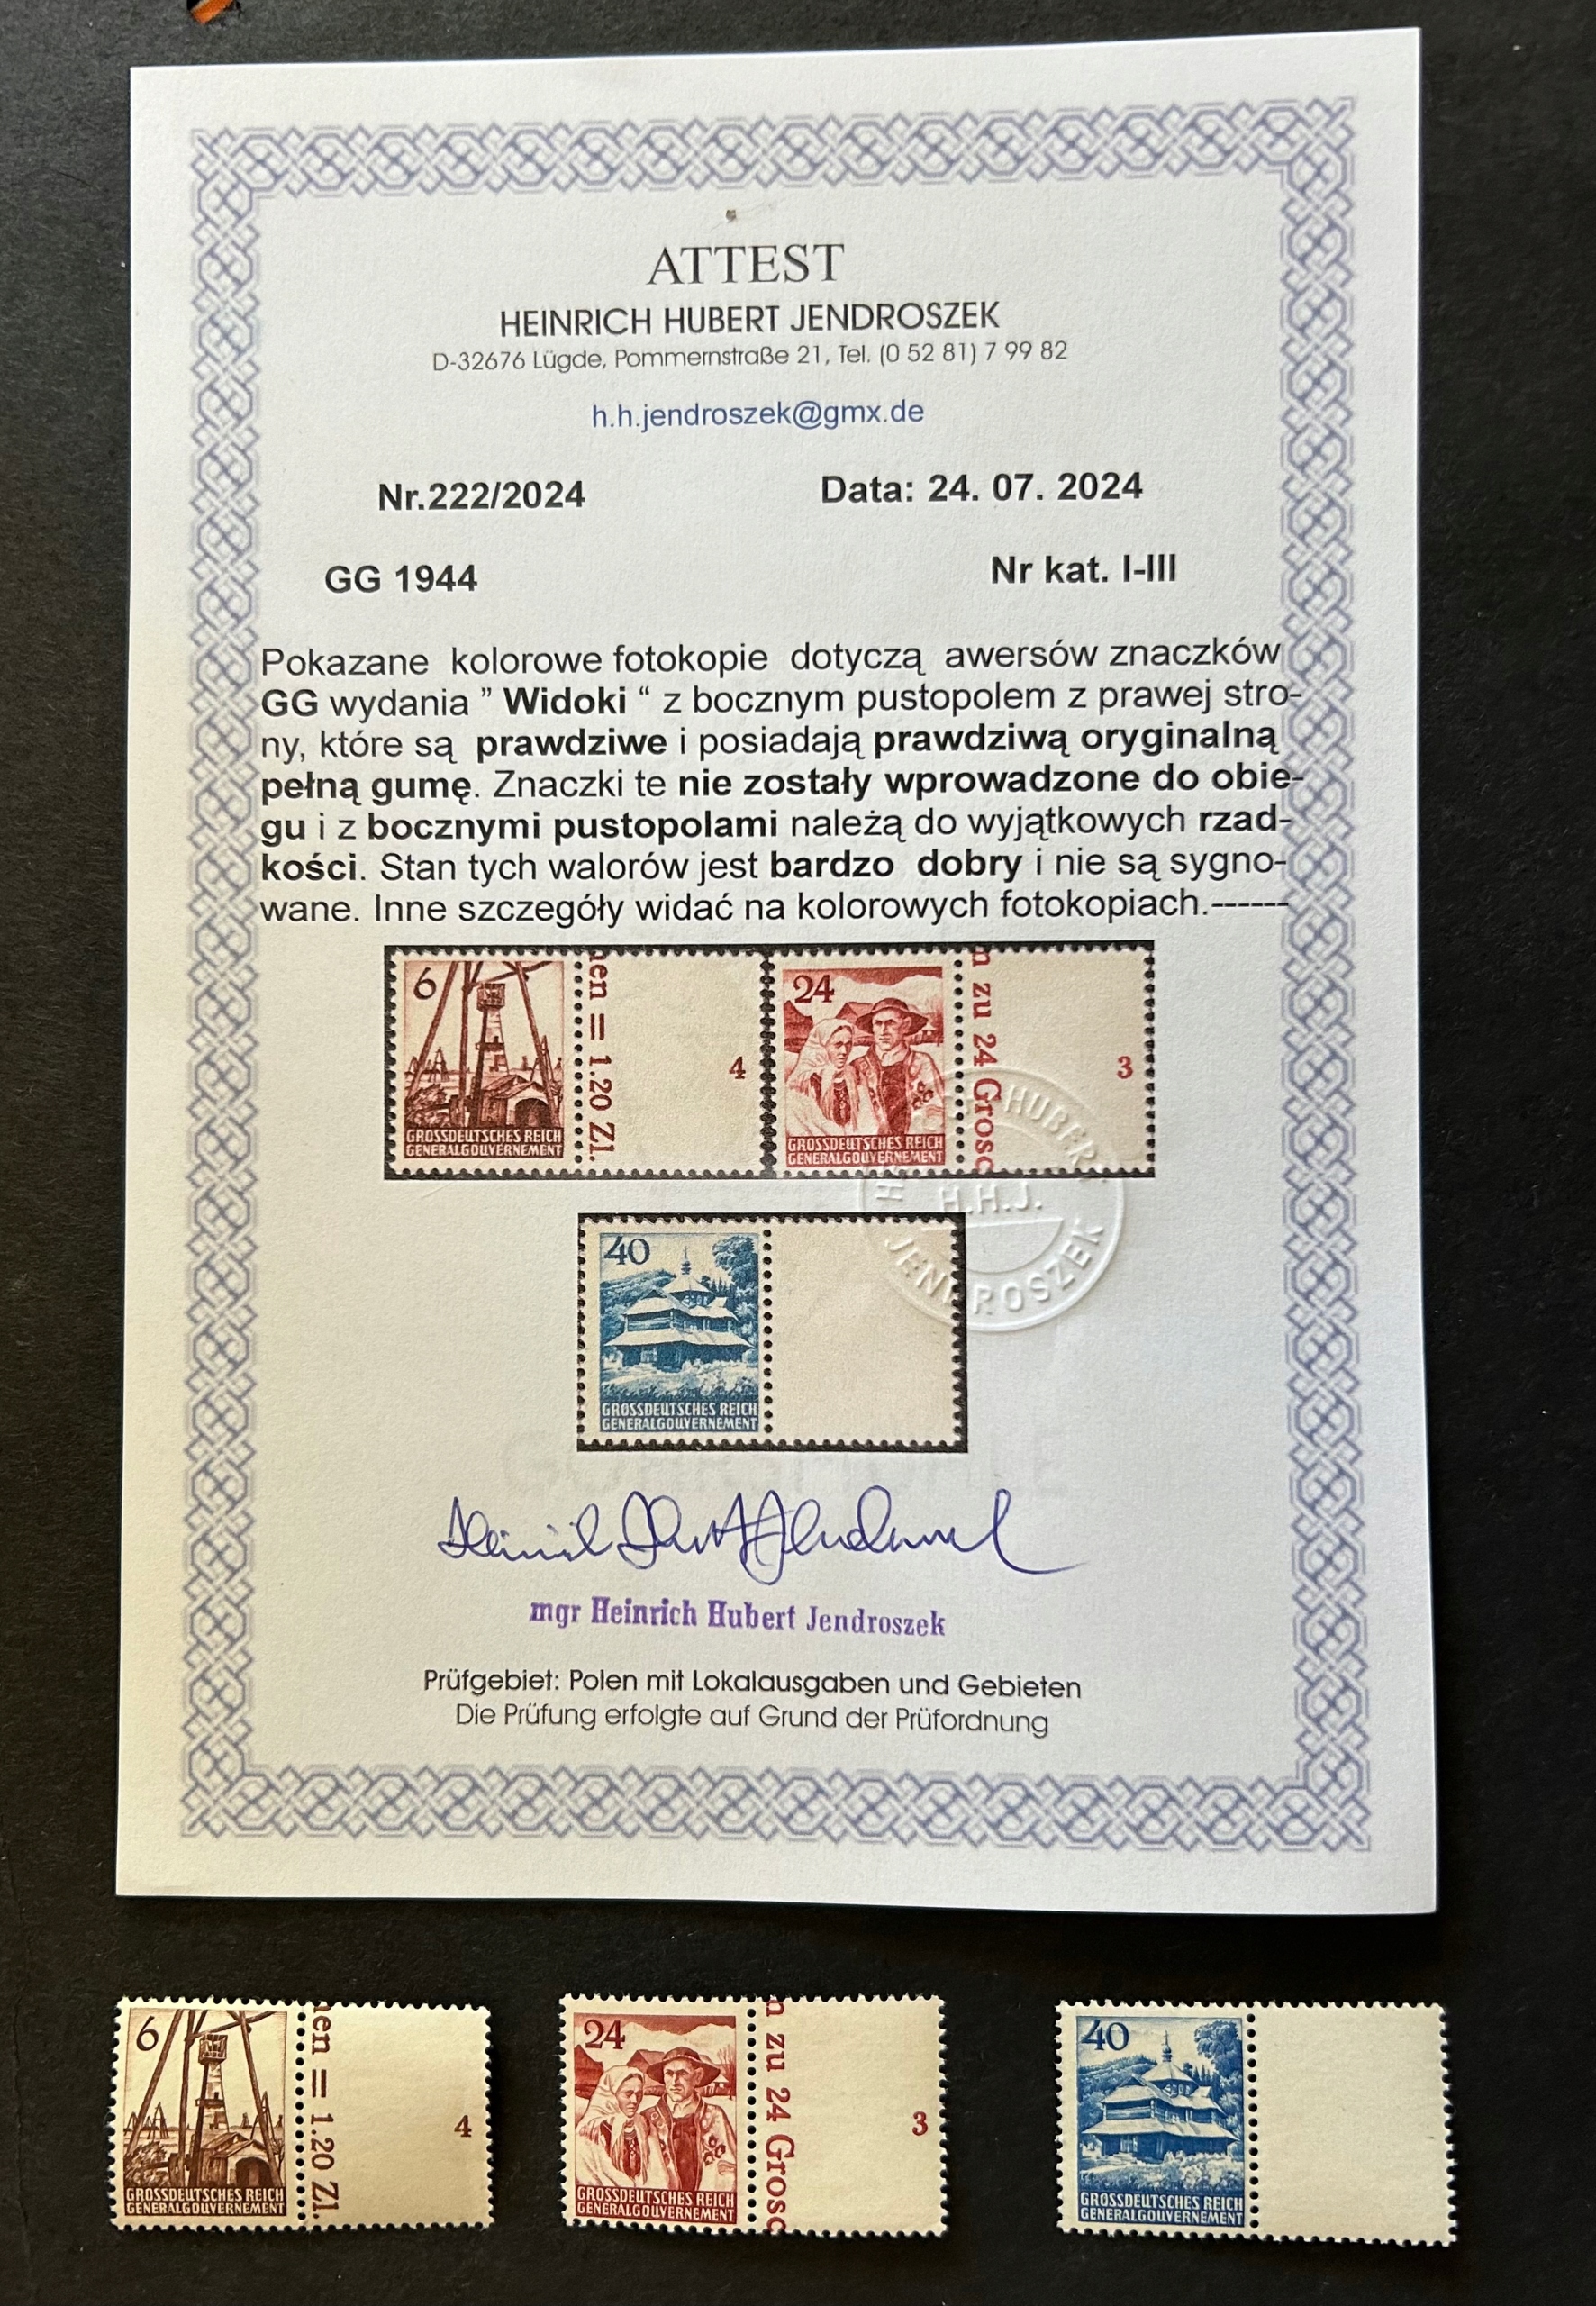 ATTEST
HEINRICH HUBERT JENDROSZEK
D-32676 Lügde, Pommernstraße 21, Tel. (0 52 81) 7 99 82
h.h.jendroszek@gmx.de
Nr.222/2024 Data: 24. 07. 2024
GG 1944 Nr kat. I-III
Pokazane kolorowe fotokopie dotyczą awersów znaczków
GG wydania ” Widoki “ z bocznym pustopolem z prawej stro-
ny, które są prawdziwe i posiadają prawdziwą oryginalną
pełną gumę. Znaczki te nie zostały wprowadzone do obie-
gu i z bocznymi pustopolami należą do wyjątkowych rzad-
kości. Stan tych walorów jest bardzo dobry i nie są sygno-
wane. Inne szczegóły widać na kolorowych fotokopiach.------
6
GROSSDEUTSCHES REICH
GENERALGOUVERNEMENT
en = 1.20 Zl.
4
24
GROSSDEUTSCHES REICH
GENERALGOUVERNEMENT
n zu 24 Grosc
3
HUBERT
H.H.J.
JENDROSZEK
40
GROSSDEUTSCHES REICH
GENERALGOUVERNEMENT
mgr Heinrich Hubert Jendroszek
Prüfgebiet: Polen mit Lokalausgaben und Gebieten
Die Prüfung erfolgte auf Grund der Prüfordnung
6
GROSSDEUTSCHES REICH
GENERALGOUVERNEMENT
en = 1.20 Zl.
4
24
GROSSDEUTSCHES REICH
GENERALGOUVERNEMENT
n zu 24 Grosc
3
40
GROSSDEUTSCHES REICH
GENERALGOUVERNEMENT